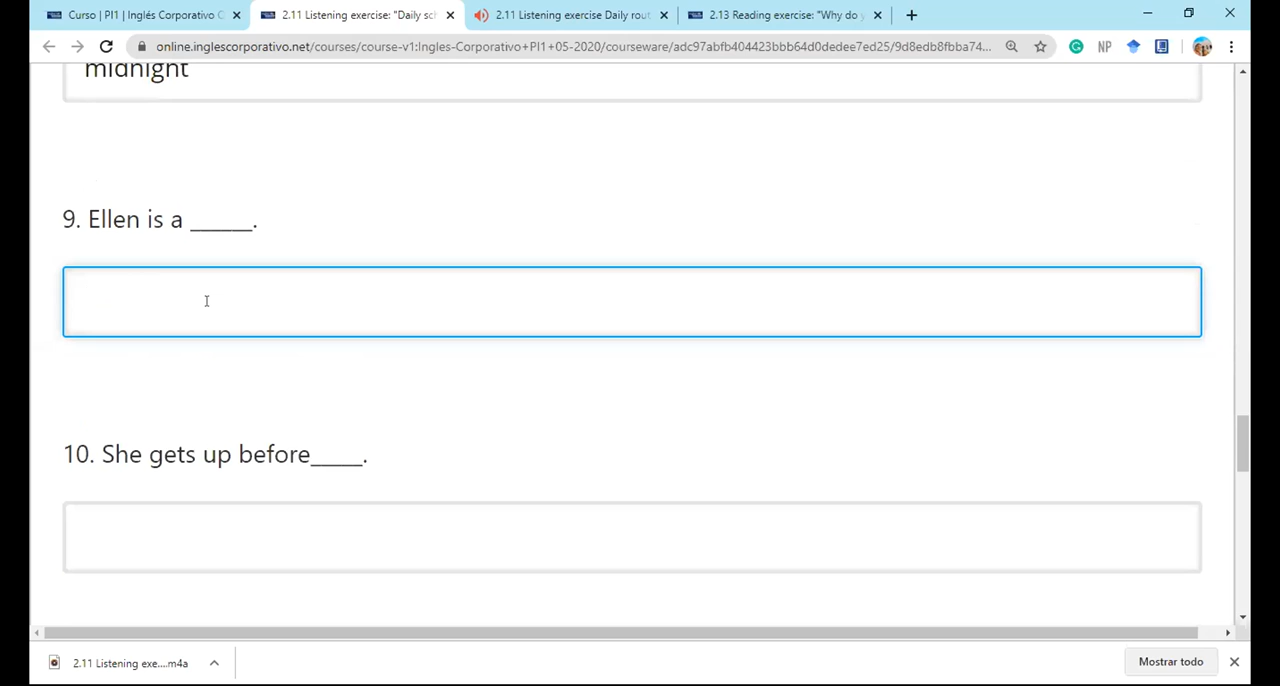 Curso | PI1 | Inglés Corporativo C
2.11 Listening exercise: "Daily sch
2.11 Listening exercise Daily rout
2.13 Reading exercise: "Why do y
online.inglescorporativo.net/courses/course-v1:Ingles-Corporativo+PI1+05-2020/courseware/adc97abfb404423bbb64d0dedee7ed25/9d8edb8fbba74...
NP
midnight
9. Ellen is a ______.
10. She gets up before_____.
2.11 Listening exe....m4a
Mostrar todo